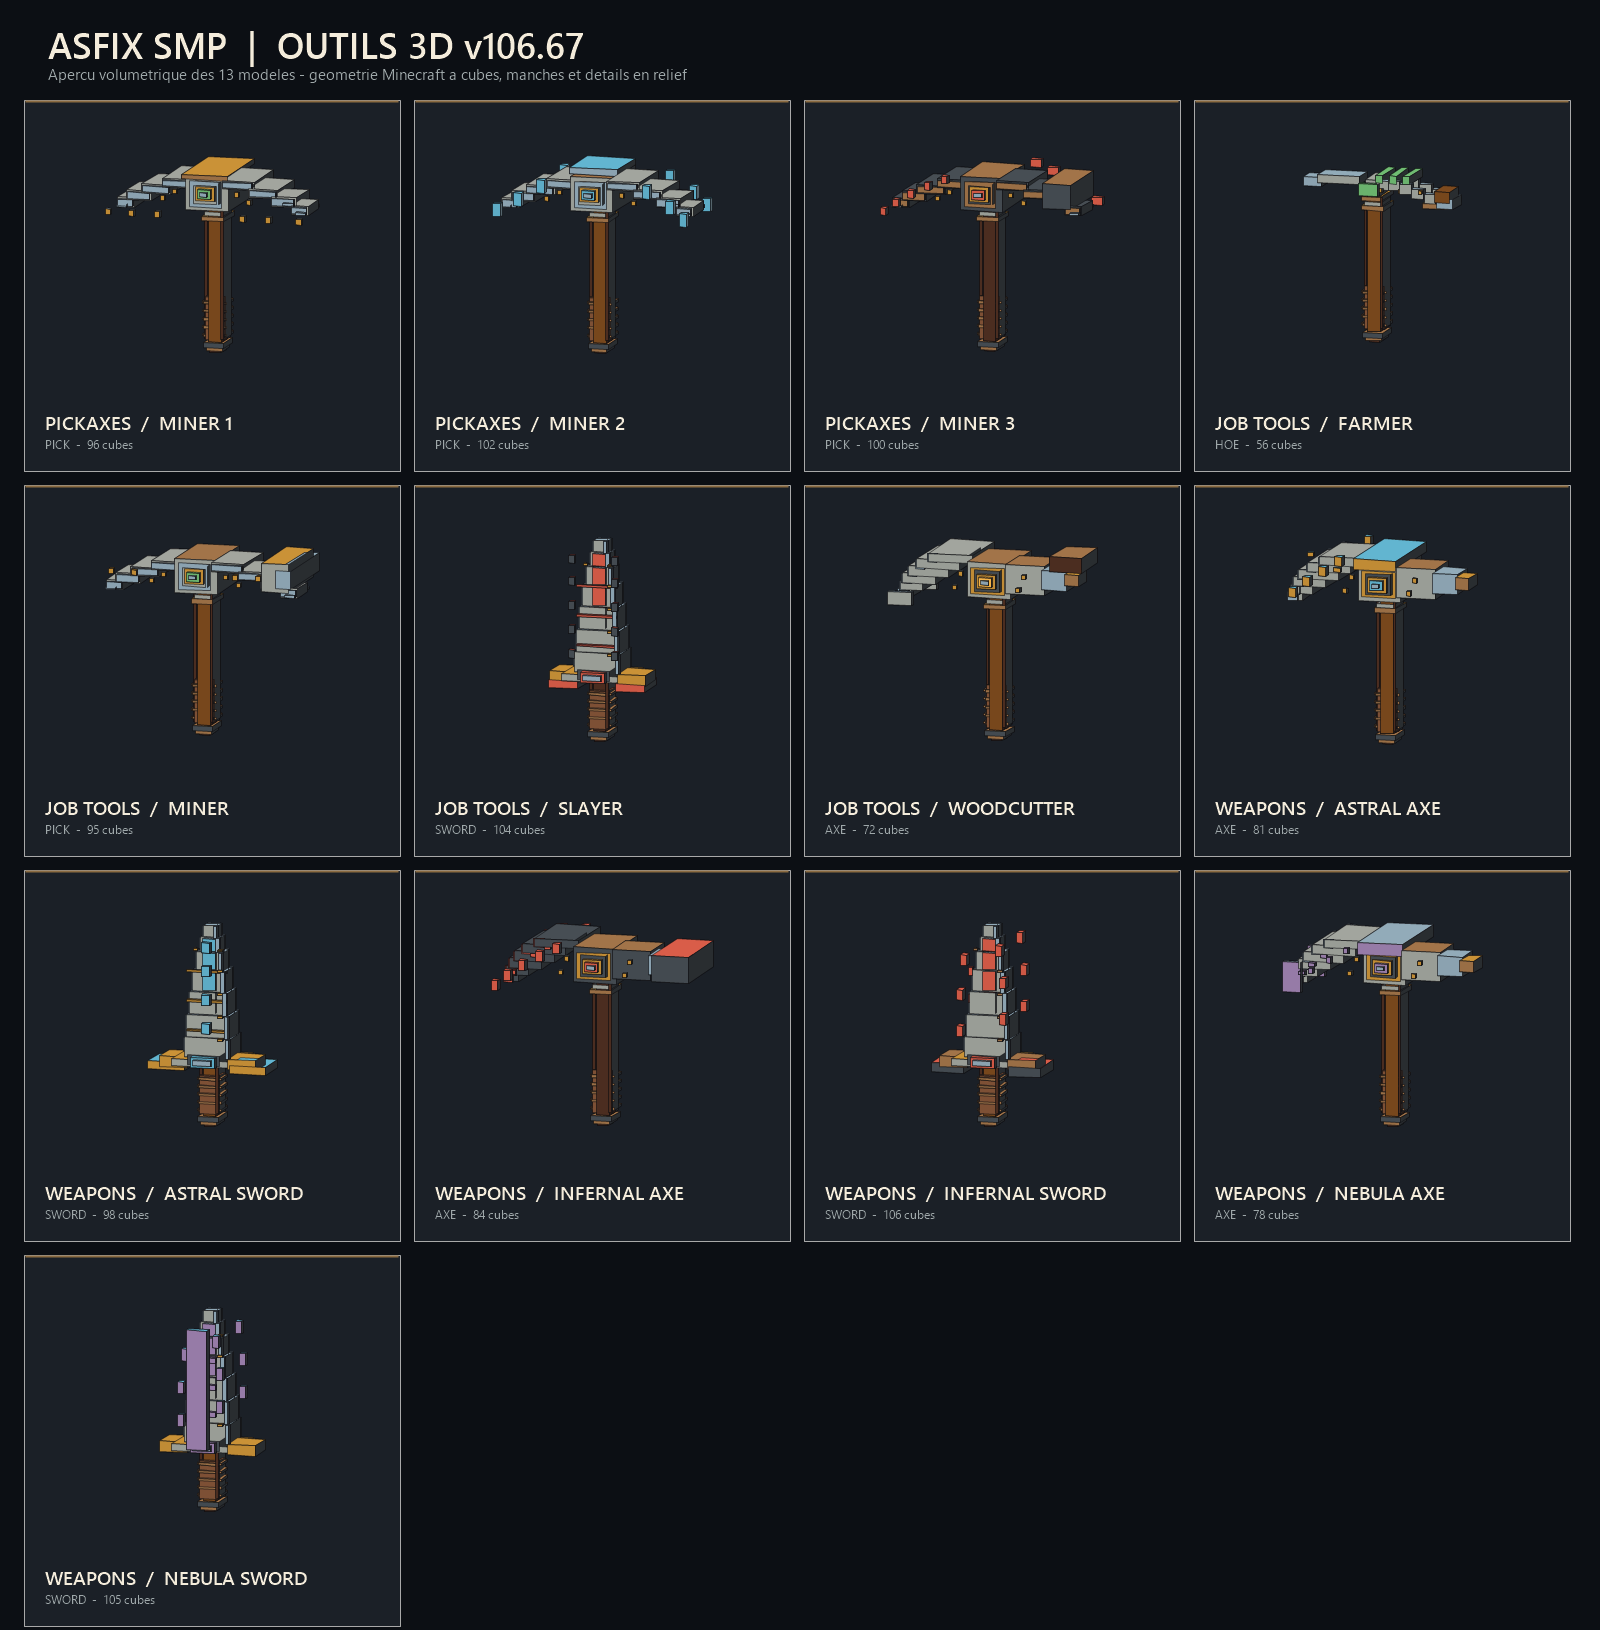 ASFIX SMP | OUTILS 3D v106.67
Apercu volumetrique des 13 modeles - geometrie Minecraft a cubes, manches et details en relief
PICKAXES / MINER 1
PICK - 96 cubes
PICKAXES / MINER 2
PICK - 102 cubes
PICKAXES / MINER 3
PICK - 100 cubes
JOB TOOLS / FARMER
HOE - 56 cubes
JOB TOOLS / MINER
PICK - 95 cubes
JOB TOOLS / SLAYER
SWORD - 104 cubes
JOB TOOLS / WOODCUTTER
AXE - 72 cubes
WEAPONS / ASTRAL AXE
AXE - 81 cubes
WEAPONS / ASTRAL SWORD
SWORD - 98 cubes
WEAPONS / INFERNAL AXE
AXE - 84 cubes
WEAPONS / INFERNAL SWORD
SWORD - 106 cubes
WEAPONS / NEBULA AXE
AXE - 78 cubes
WEAPONS / NEBULA SWORD
SWORD - 105 cubes